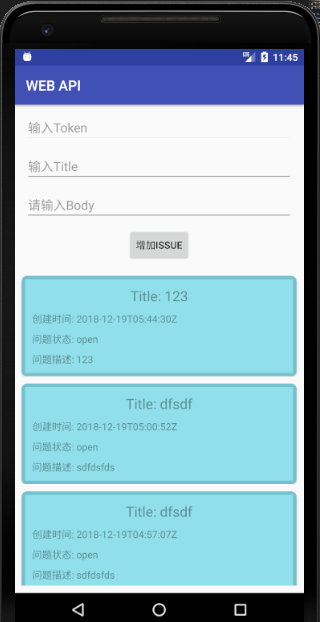 LTE 11:45
WEB API
输入Token
输入Title
请输入Body
增加ISSUE
Title: 123
创建时间: 2018-12-19T05:44:30Z
问题状态: open
问题描述: 123
Title: dfsdf
创建时间: 2018-12-19T05:00:52Z
问题状态: open
问题描述: sdfdsfds
Title: dfsdf
创建时间: 2018-12-19T04:57:07Z
问题状态: open
问题描述: sdfdsfds